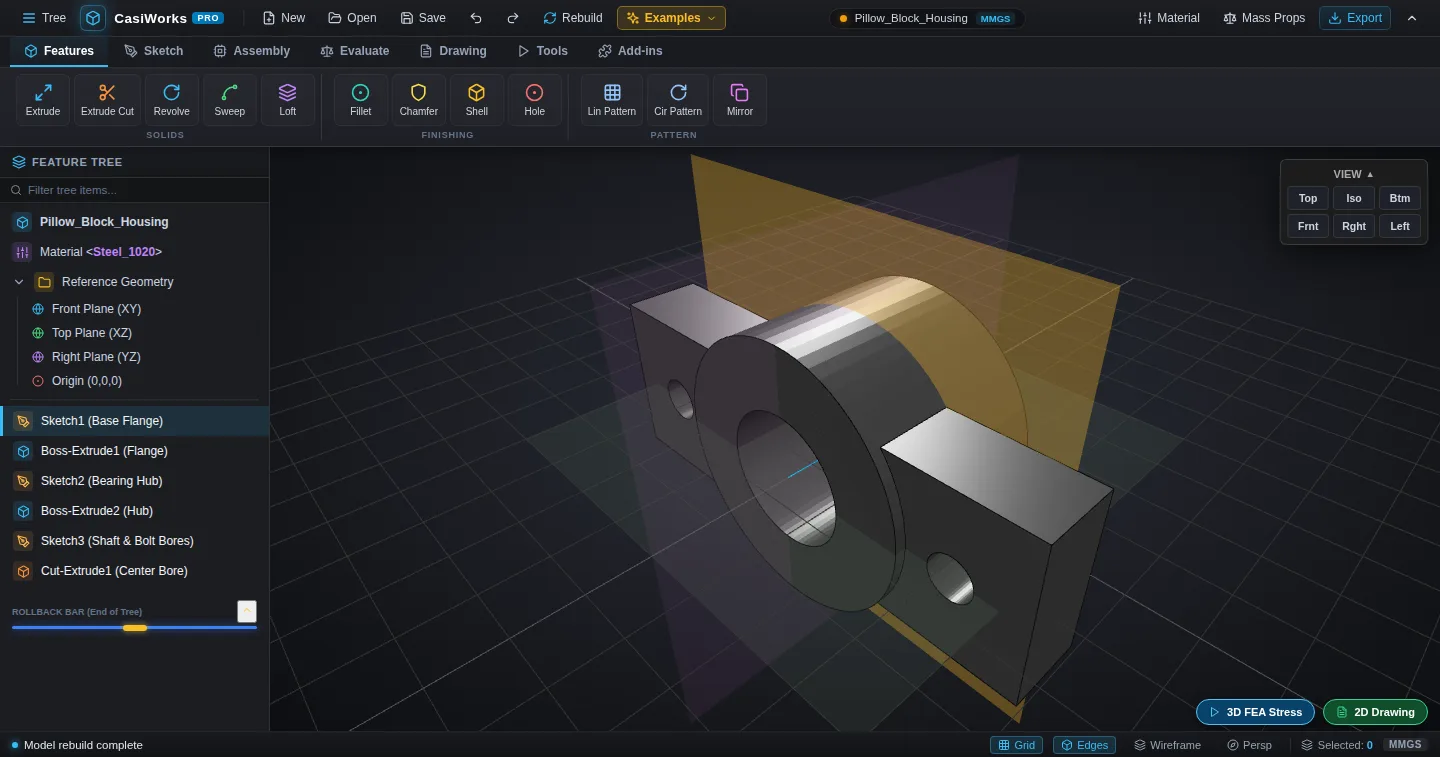 Tree CasiWorks PRO New Open Save Rebuild Examples Pillow_Block_Housing MMGS Material Mass Props Export
Features Sketch Assembly Evaluate Drawing Tools Add-ins
Extrude Extrude Cut Revolve Sweep Loft Fillet Chamfer Shell Hole Lin Pattern Cir Pattern Mirror
SOLIDS FINISHING PATTERN
FEATURE TREE
Filter tree items...
Pillow_Block_Housing
Material <Steel_1020>
Reference Geometry
Front Plane (XY)
Top Plane (XZ)
Right Plane (YZ)
Origin (0,0,0)
Sketch1 (Base Flange)
Boss-Extrude1 (Flange)
Sketch2 (Bearing Hub)
Boss-Extrude2 (Hub)
Sketch3 (Shaft & Bolt Bores)
Cut-Extrude1 (Center Bore)
ROLLBACK BAR (End of Tree)
VIEW ▲
Top Iso Btm
Frnt Rght Left
3D FEA Stress 2D Drawing
Model rebuild complete Grid Edges Wireframe Persp Selected: 0 MMGS